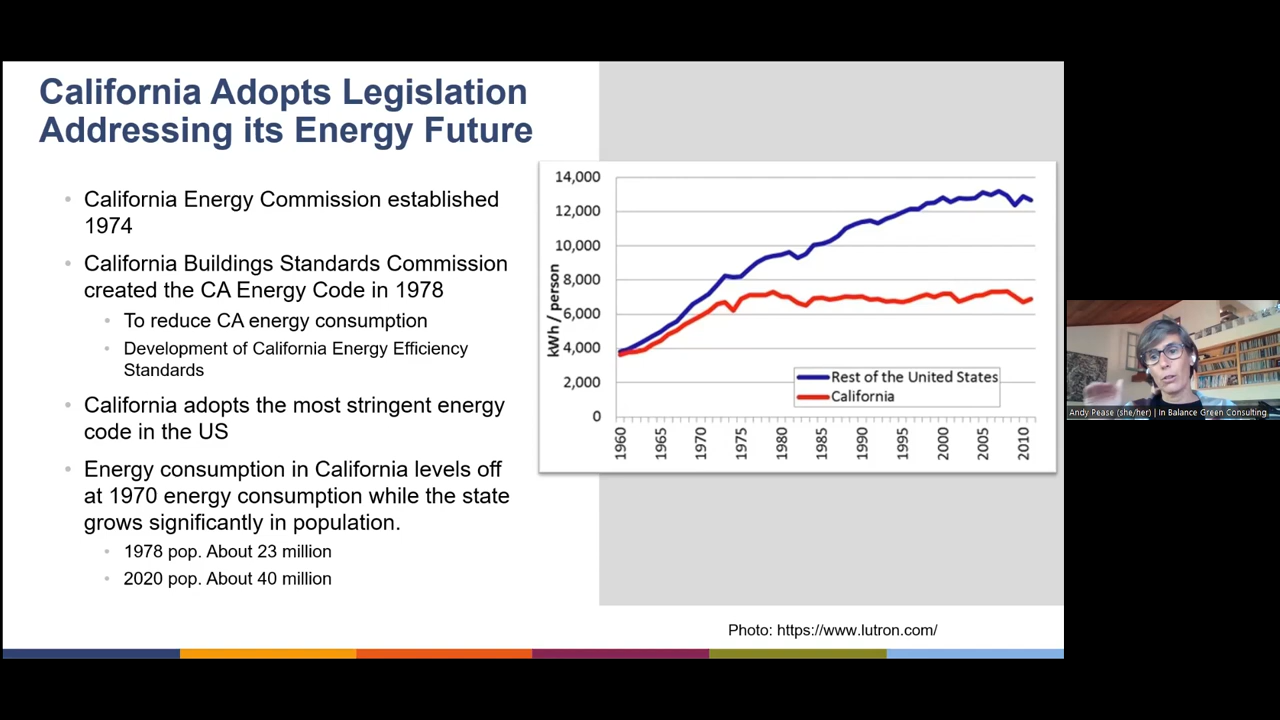 California Adopts Legislation
Addressing its Energy Future
• California Energy Commission established
1974
• California Buildings Standards Commission
created the CA Energy Code in 1978
• To reduce CA energy consumption
• Development of California Energy Efficiency
Standards
• California adopts the most stringent energy
code in the US
• Energy consumption in California levels off
at 1970 energy consumption while the state
grows significantly in population.
• 1978 pop. About 23 million
• 2020 pop. About 40 million
14,000
12,000
10,000
8,000
6,000
4,000
2,000
0
kWh / person
Rest of the United States
California
1960
1965
1970
1975
1980
1985
1990
1995
2000
2005
2010
Photo: https://www.lutron.com/
Andy Pease (she/her) | In Balance Green Consulting